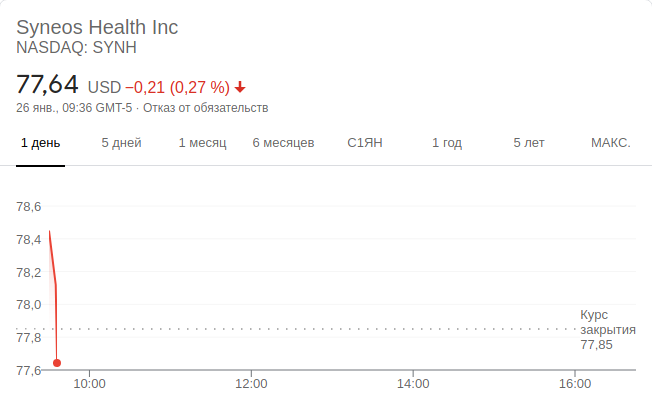 Syneos Health Inc
NASDAQ: SYNH
77,64 USD −0,21 (0,27 %)
26 янв., 09:36 GMT-5 · Отказ от обязательств
1 день 5 дней 1 месяц 6 месяцев С1ЯН 1 год 5 лет МАКС.
78,6
78,4
78,2
78,0
77,8
77,6
Курс
закрытия
77,85
10:00 12:00 14:00 16:00